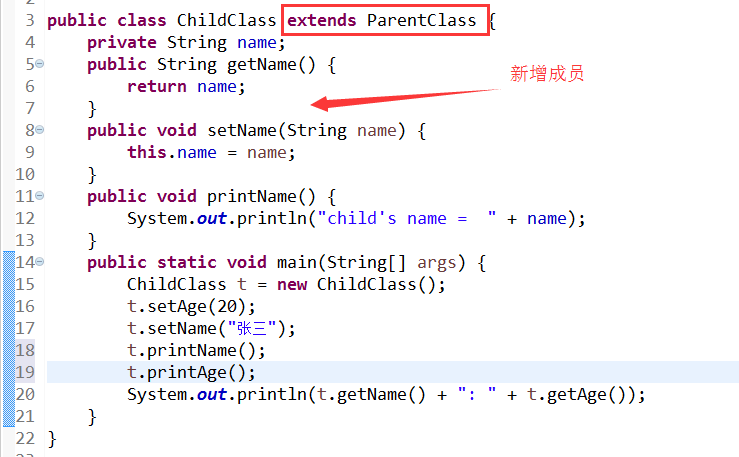 2
3 public class ChildClass extends ParentClass {
4     private String name;
5     public String getName() {
6         return name;
7     }
新增成员
8     public void setName(String name) {
9         this.name = name;
10     }
11     public void printName() {
12         System.out.println("child's name =  " + name);
13     }
14     public static void main(String[] args) {
15         ChildClass t = new ChildClass();
16         t.setAge(20);
17         t.setName("张三");
18         t.printName();
19         t.printAge();
20         System.out.println(t.getName() + ": " + t.getAge());
21     }
22 }
23